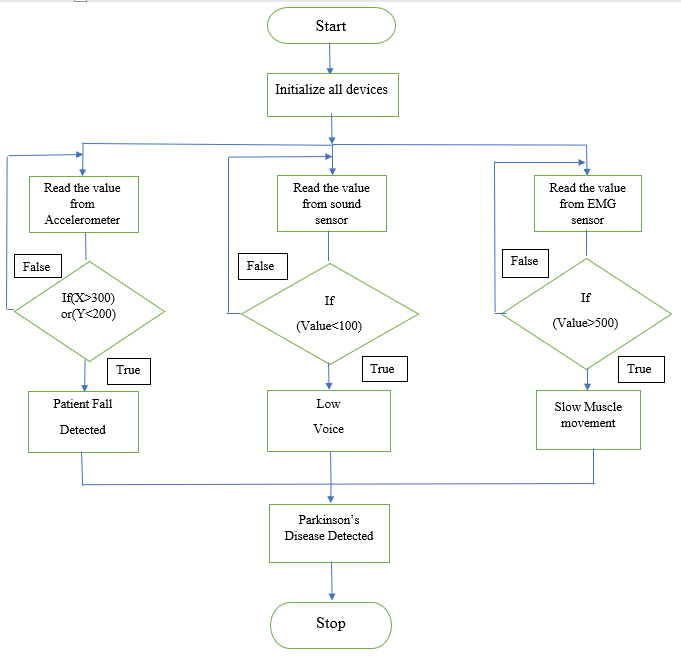 Start
Initialize all devices
Read the value
from
Accelerometer
Read the value
from sound
sensor
Read the value
from EMG
sensor
False
False
False
If(X>300)
or(Y<200)
If
(Value<100)
If
(Value>500)
True
True
True
Patient Fall
Detected
Low
Voice
Slow Muscle
movement
Parkinson’s
Disease Detected
Stop